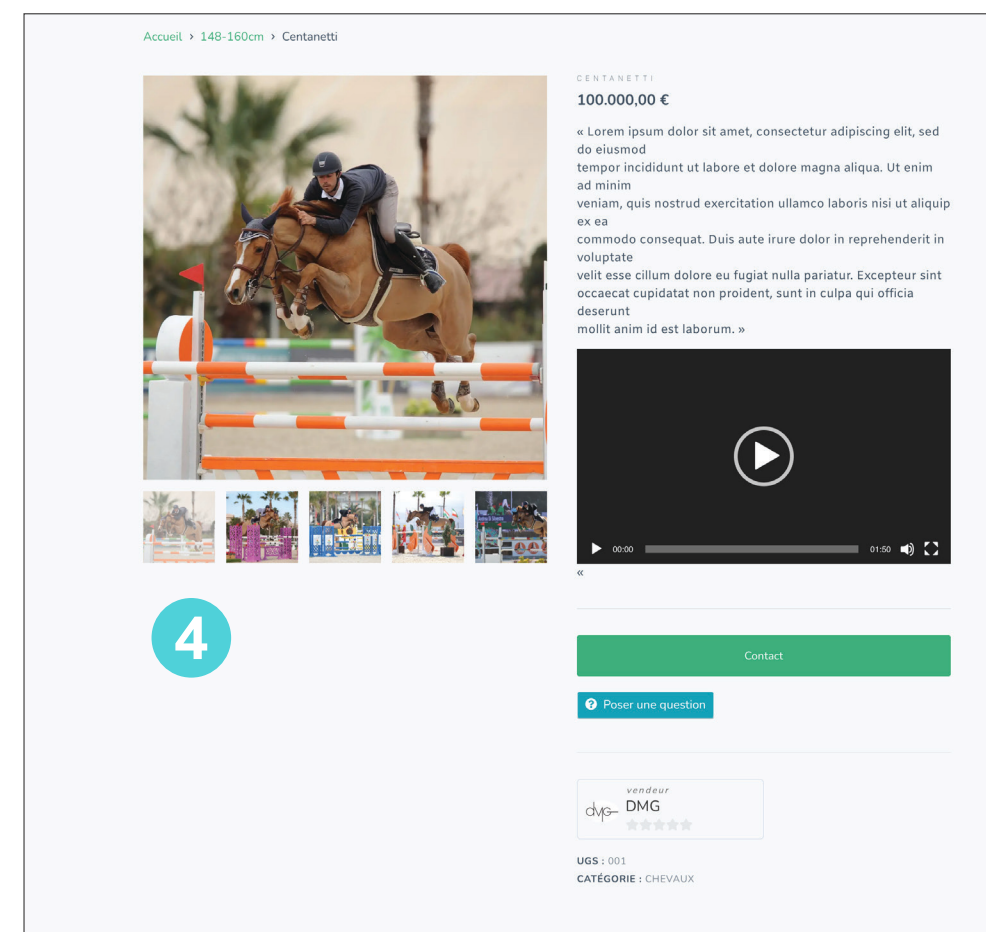 Accueil › 148-160cm › Centanetti
CENTANETTI
100.000,00 €
« Lorem ipsum dolor sit amet, consectetur adipiscing elit, sed
do eiusmod
tempor incididunt ut labore et dolore magna aliqua. Ut enim
ad minim
veniam, quis nostrud exercitation ullamco laboris nisi ut aliquip
ex ea
commodo consequat. Duis aute irure dolor in reprehenderit in
voluptate
velit esse cillum dolore eu fugiat nulla pariatur. Excepteur sint
occaecat cupidatat non proident, sunt in culpa qui officia
deserunt
mollit anim id est laborum. »
00:00 01:50
«
4
Contact
Poser une question
vendeur
DMG
UGS : 001
CATÉGORIE : CHEVAUX